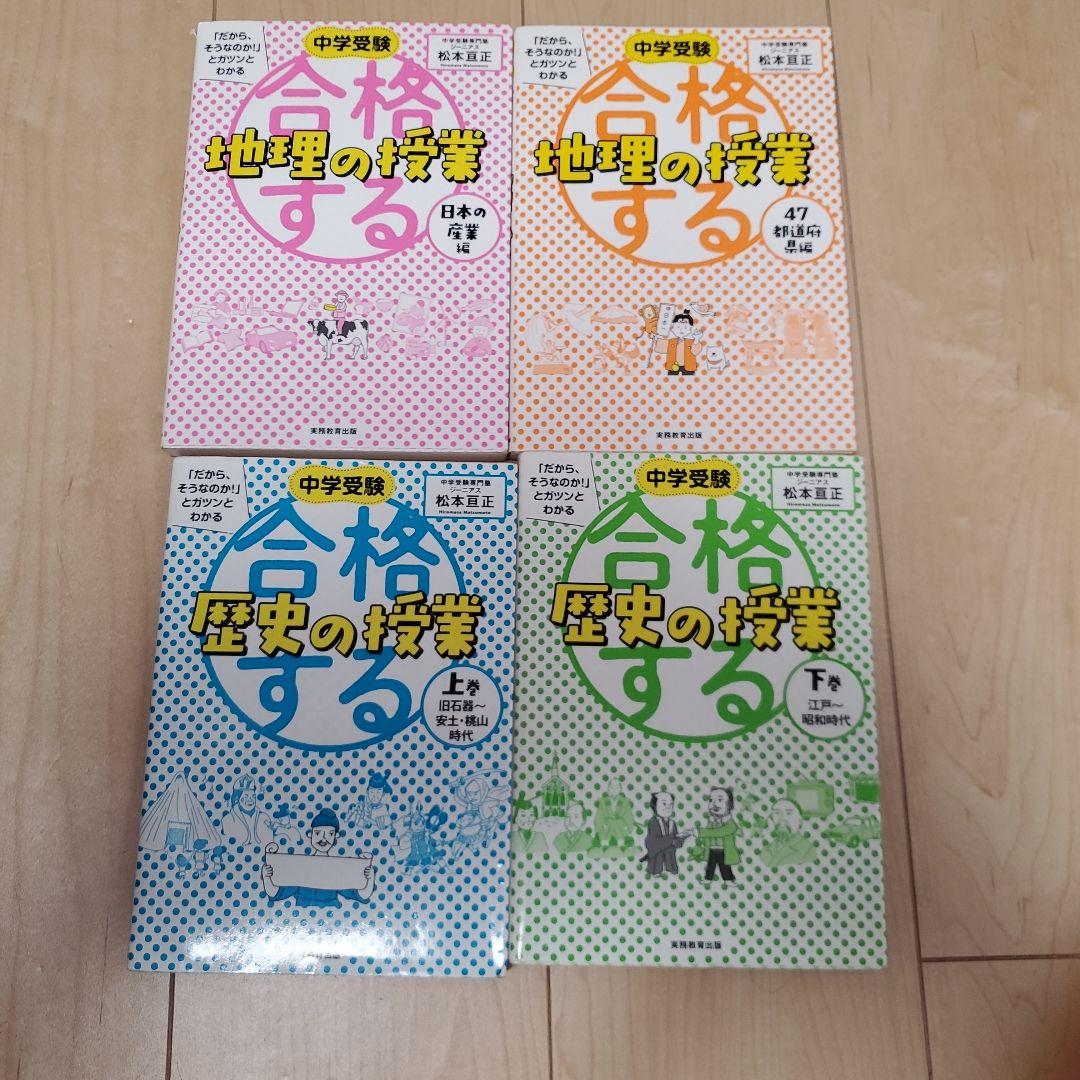 「だから、
そうなのか!」
とガツンと
わかる
中学受験
中学受験専門塾
ジーニアス
松本亘正
Hiromasa Matsumoto
合格
地理の授業
する
日本の
産業
編
実務教育出版
「だから、
そうなのか!」
とガツンと
わかる
中学受験
中学受験専門塾
ジーニアス
松本亘正
Hiromasa Matsumoto
合格
地理の授業
する
47
都道府
県編
実務教育出版
「だから、
そうなのか!」
とガツンと
わかる
中学受験
中学受験専門塾
ジーニアス
松本亘正
Hiromasa Matsumoto
合格
歴史の授業
する
上巻
旧石器~
安土・桃山
時代
「だから、
そうなのか!」
とガツンと
わかる
中学受験
中学受験専門塾
ジーニアス
松本亘正
Hiromasa Matsumoto
合格
歴史の授業
する
下巻
江戸~
昭和時代
実務教育出版